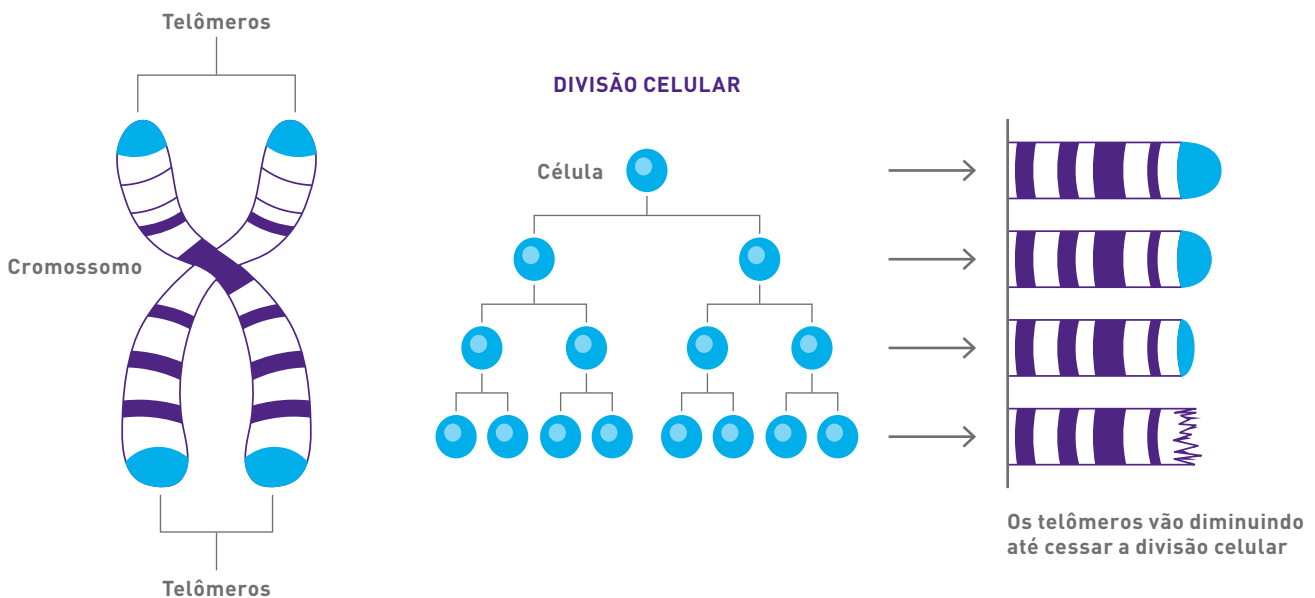 Telômeros
DIVISÃO CELULAR
Célula
Cromossomo
Os telômeros vão diminuindo
até cessar a divisão celular
Telômeros